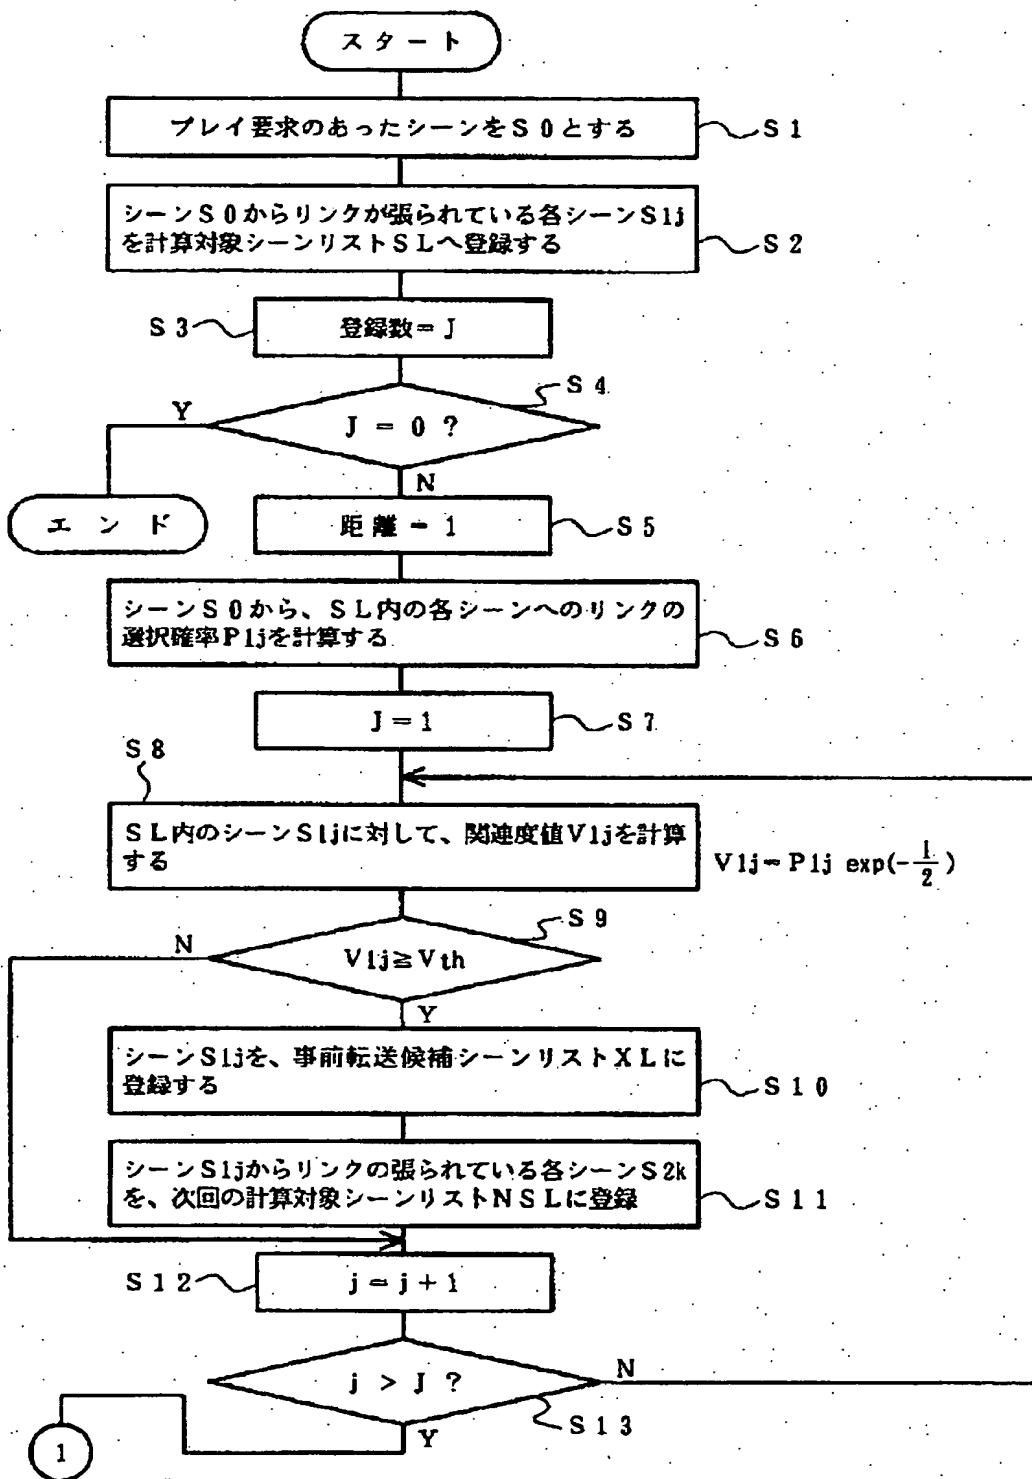 スタート
プレイ要求のあったシーンをS0とする
S1
シーンS0からリンクが張られている各シーンS1j
を計算対象シーンリストSLへ登録する
S2
S3
登録数=J
S4
Y
J=0?
N
エンド
距離=1
S5
シーンS0から、SL内の各シーンへのリンクの
選択確率P1jを計算する
S6
J=1
S7
S8
SL内のシーンS1jに対して、関連度値V1jを計算
する
V1j=P1j exp(-1/2)
S9
N
V1j≧Vth
Y
シーンS1jを、事前転送候補シーンリストXLに
登録する
S10
シーンS1jからリンクの張られている各シーンS2k
を、次回の計算対象シーンリストNSLに登録
S11
S12
j=j+1
j>J?
N
S13
Y
1